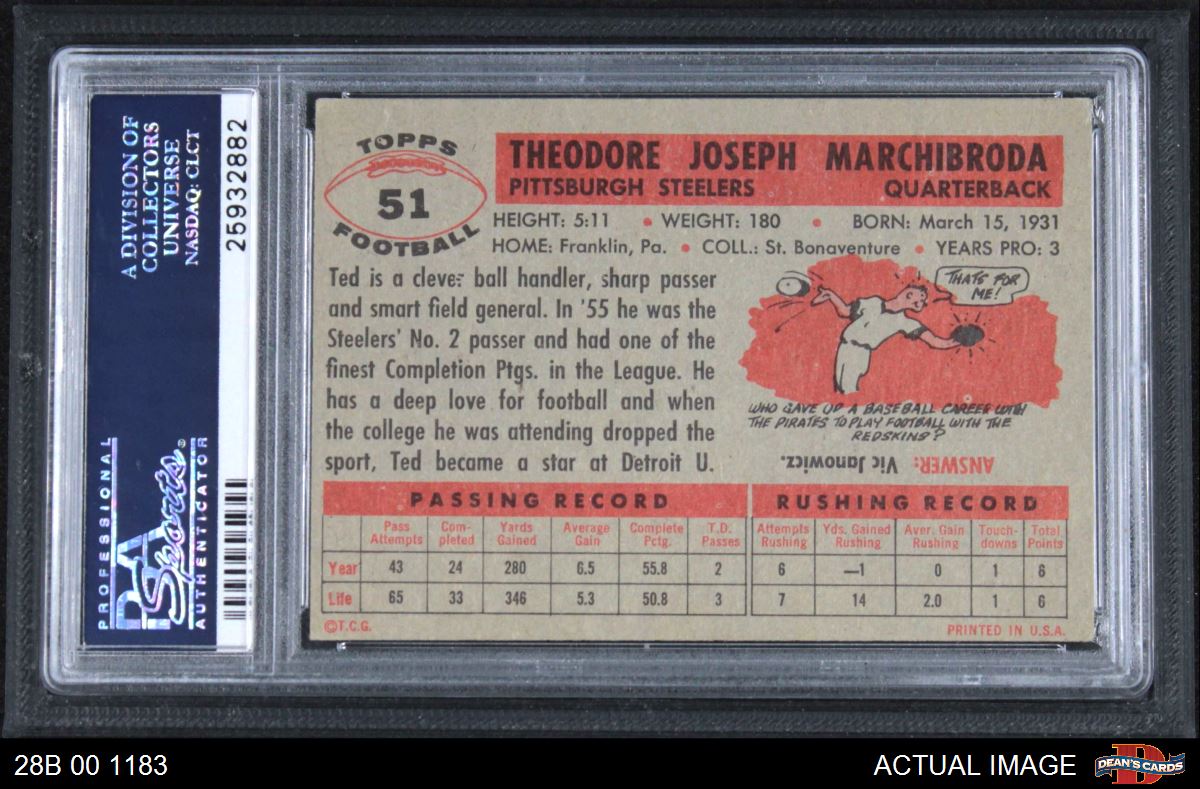 A DIVISION OF
COLLECTORS
UNIVERSE
NASDAQ: CLCT
25932882
PROFESSIONAL
PSA
Sports®
AUTHENTICATOR
TOPPS
51
FOOTBALL
THEODORE JOSEPH MARCHIBRODA
PITTSBURGH STEELERS QUARTERBACK
HEIGHT: 5:11 • WEIGHT: 180 • BORN: March 15, 1931
HOME: Franklin, Pa. • COLL.: St. Bonaventure • YEARS PRO: 3
Ted is a clever ball handler, sharp passer
and smart field general. In '55 he was the
Steelers' No. 2 passer and had one of the
finest Completion Ptgs. in the League. He
has a deep love for football and when
the college he was attending dropped the
sport, Ted became a star at Detroit U.
THATS FOR
ME!
WHO GAVE UP A BASEBALL CAREER WITH
THE PIRATES TO PLAY FOOTBALL WITH THE
REDSKINS?
ANSWER: Vic Janowicz.
PASSING RECORD RUSHING RECORD
Pass Attempts Com-pleted Yards Gained Average Gain Complete Pctg. T.D. Passes Attempts Rushing Yds. Gained Rushing Aver. Gain Rushing Touch-downs Total Points
Year 43 24 280 6.5 55.8 2 6 —1 0 1 6
Life 65 33 346 5.3 50.8 3 7 14 2.0 1 6
©T.C.G. PRINTED IN U.S.A.
28B 00 1183 ACTUAL IMAGE DEAN'S CARDS